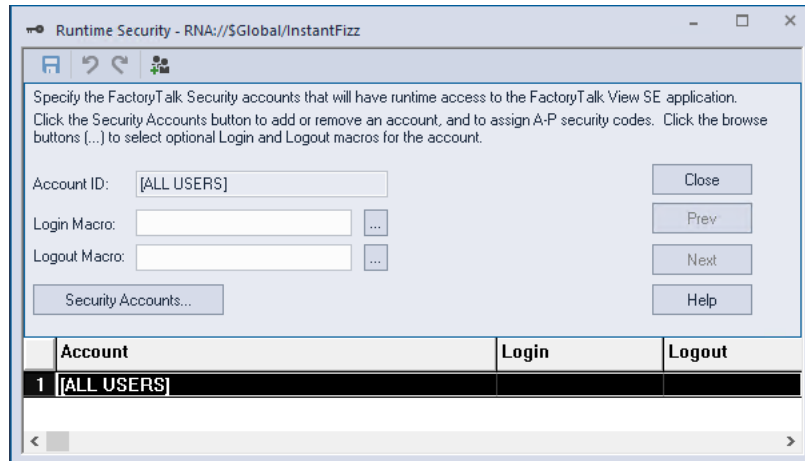 Runtime Security - RNA://$Global/InstantFizz
Specify the FactoryTalk Security accounts that will have runtime access to the FactoryTalk View SE application.
Click the Security Accounts button to add or remove an account, and to assign A-P security codes. Click the browse
buttons (...) to select optional Login and Logout macros for the account.
Account ID: [ALL USERS]
Close
Login Macro: ...
Prev
Logout Macro: ...
Next
Security Accounts...
Help
Account Login Logout
1 [ALL USERS]